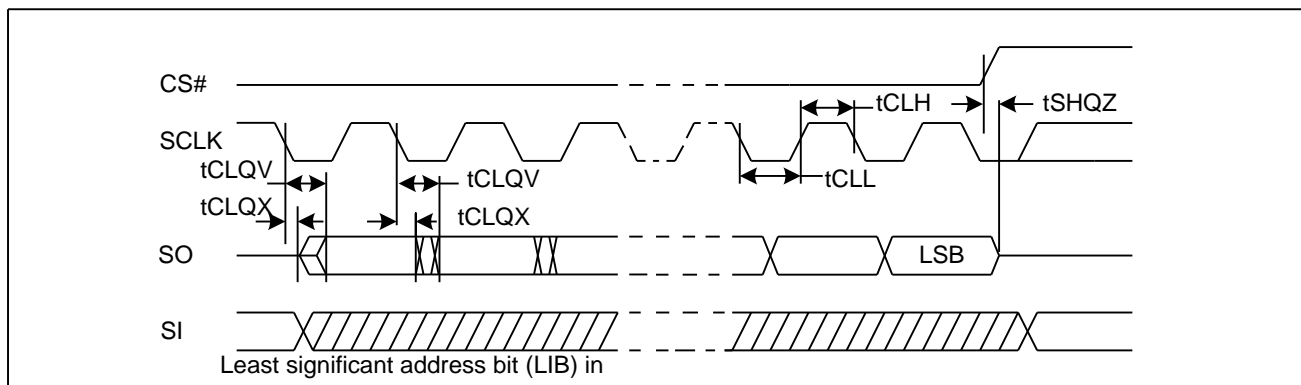 CS#
tCLH
tSHQZ
SCLK
tCLQV
tCLQV
tCLL
tCLQX
tCLQX
SO
LSB
SI
Least significant address bit (LIB) in